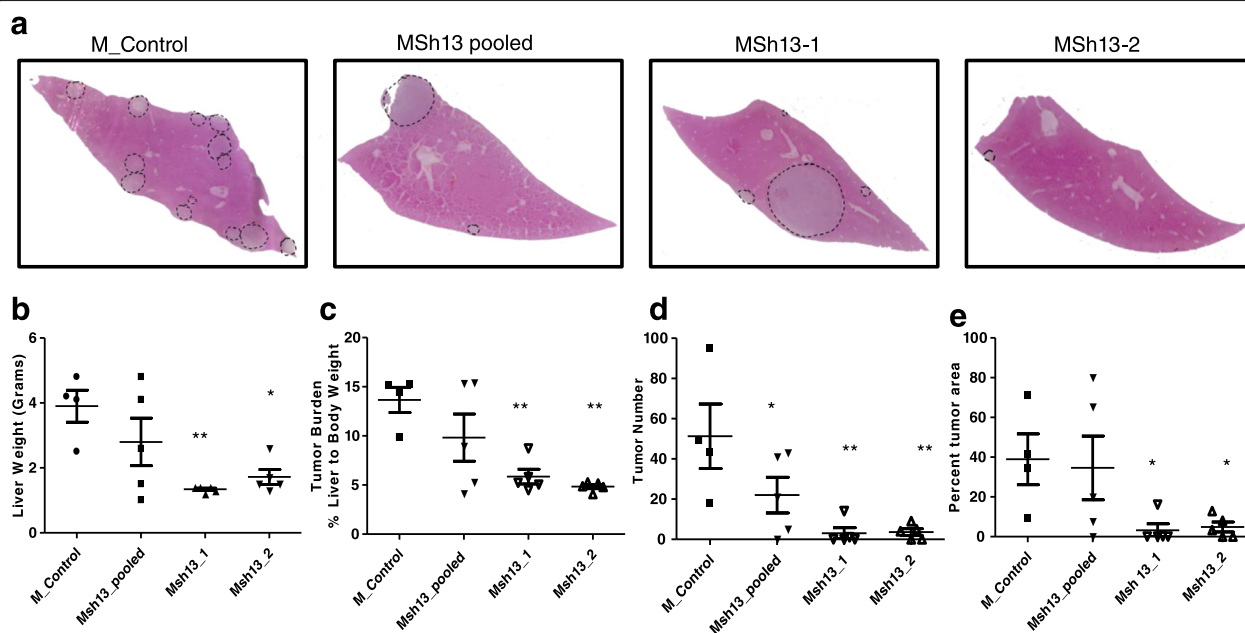 a
M_Control
MSh13 pooled
MSh13-1
MSh13-2
b
Liver Weight (Grams)
6
4
2
0
**
*
M_Control
Msh13_pooled
Msh13_1
Msh13_2
c
Tumor Burden
% Liver to Body Weight
20
15
10
5
0
**
**
M_Control
Msh13_pooled
Msh13_1
Msh13_2
d
Tumor Number
100
80
60
40
20
0
*
**
**
M_Control
Msh13_pooled
Msh13_1
Msh13_2
e
Percent tumor area
100
80
60
40
20
0
*
*
M_Control
Msh13_pooled
Msh13_1
Msh13_2